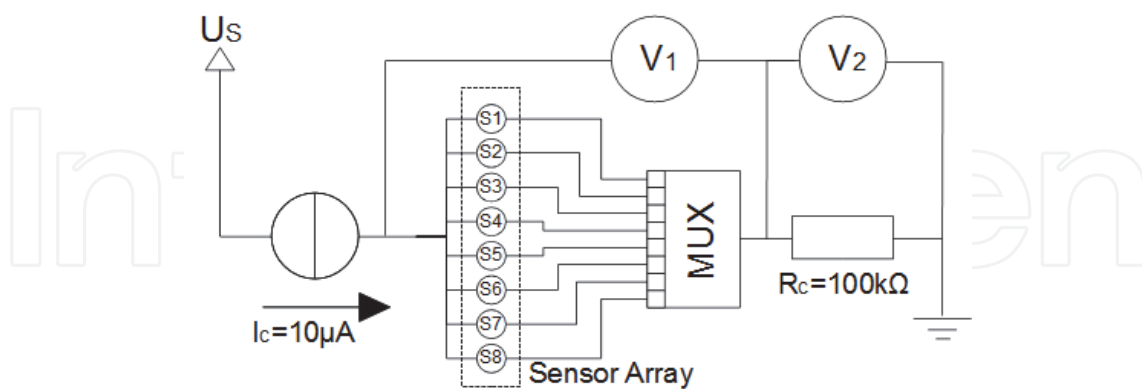 Us
V1
V2
S1
S2
S3
S4
S5
S6
S7
S8
MUX
Rc=100kΩ
Ic=10µA
Sensor Array